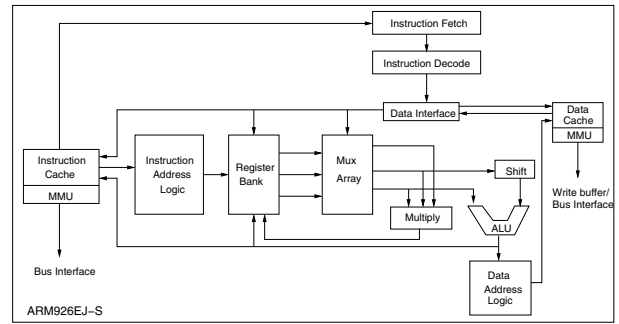 Instruction Fetch
Instruction Decode
Data Interface
Data
Cache
MMU
Instruction
Cache
MMU
Instruction
Address
Logic
Register
Bank
Mux
Array
Shift
Multiply
ALU
Write buffer/
Bus Interface
Bus Interface
Data
Address
Logic
ARM926EJ–S